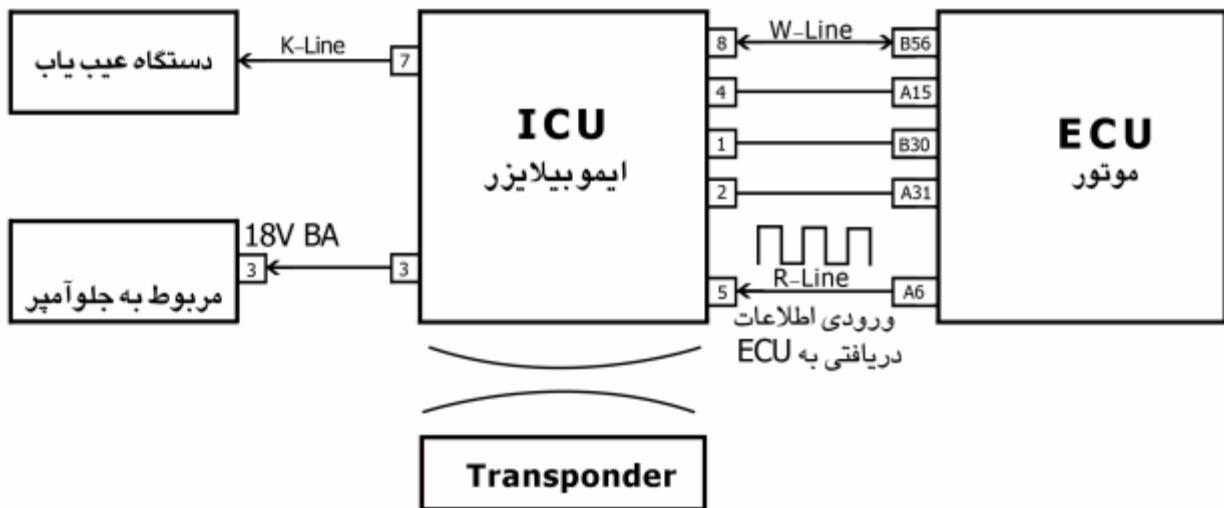 دستگاه عیب یاب
K-Line
7
18V BA
3
3
مربوط به جلوآمپر
ICU
ایموبیلایزر
8
W-Line
B56
4
A15
1
B30
2
A31
5
R-Line
A6
ورودی اطلاعات
دریافتی به ECU
ECU
موتور
Transponder